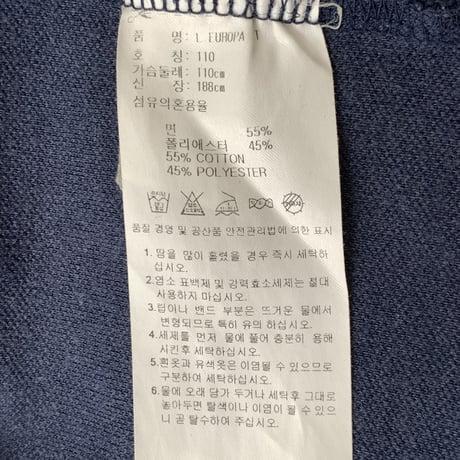 품 명: L EUROPA T
호 칭: 110
가슴둘레: 110cm
신 장: 188cm
섬유의혼용율
면 55%
폴리에스터 45%
55% COTTON
45% POLYESTER
품질 경영 및 공산품 안전관리법에 의한 표시
1. 땀을 많이 흘렸을 경우 즉시 세탁하
십시오.
2. 염소 표백제 및 강력효소세제는 절대
사용하지 마십시오.
3. 립이나 밴드 부분은 뜨거운 물에서
변형되므로 특히 유의 하십시오.
4. 세제를 먼저 물에 풀어 충분히 용해
시킨후 세탁하십시오.
5. 흰옷과 유색옷은 이염될 수 있으므로
구분하여 세탁하십시오.
6. 물에 오래 담가 두거나 세탁후 그대로
놓아두면 탈색이나 이염이 될 수 있으
니 곧 탈수하여 주십시오.